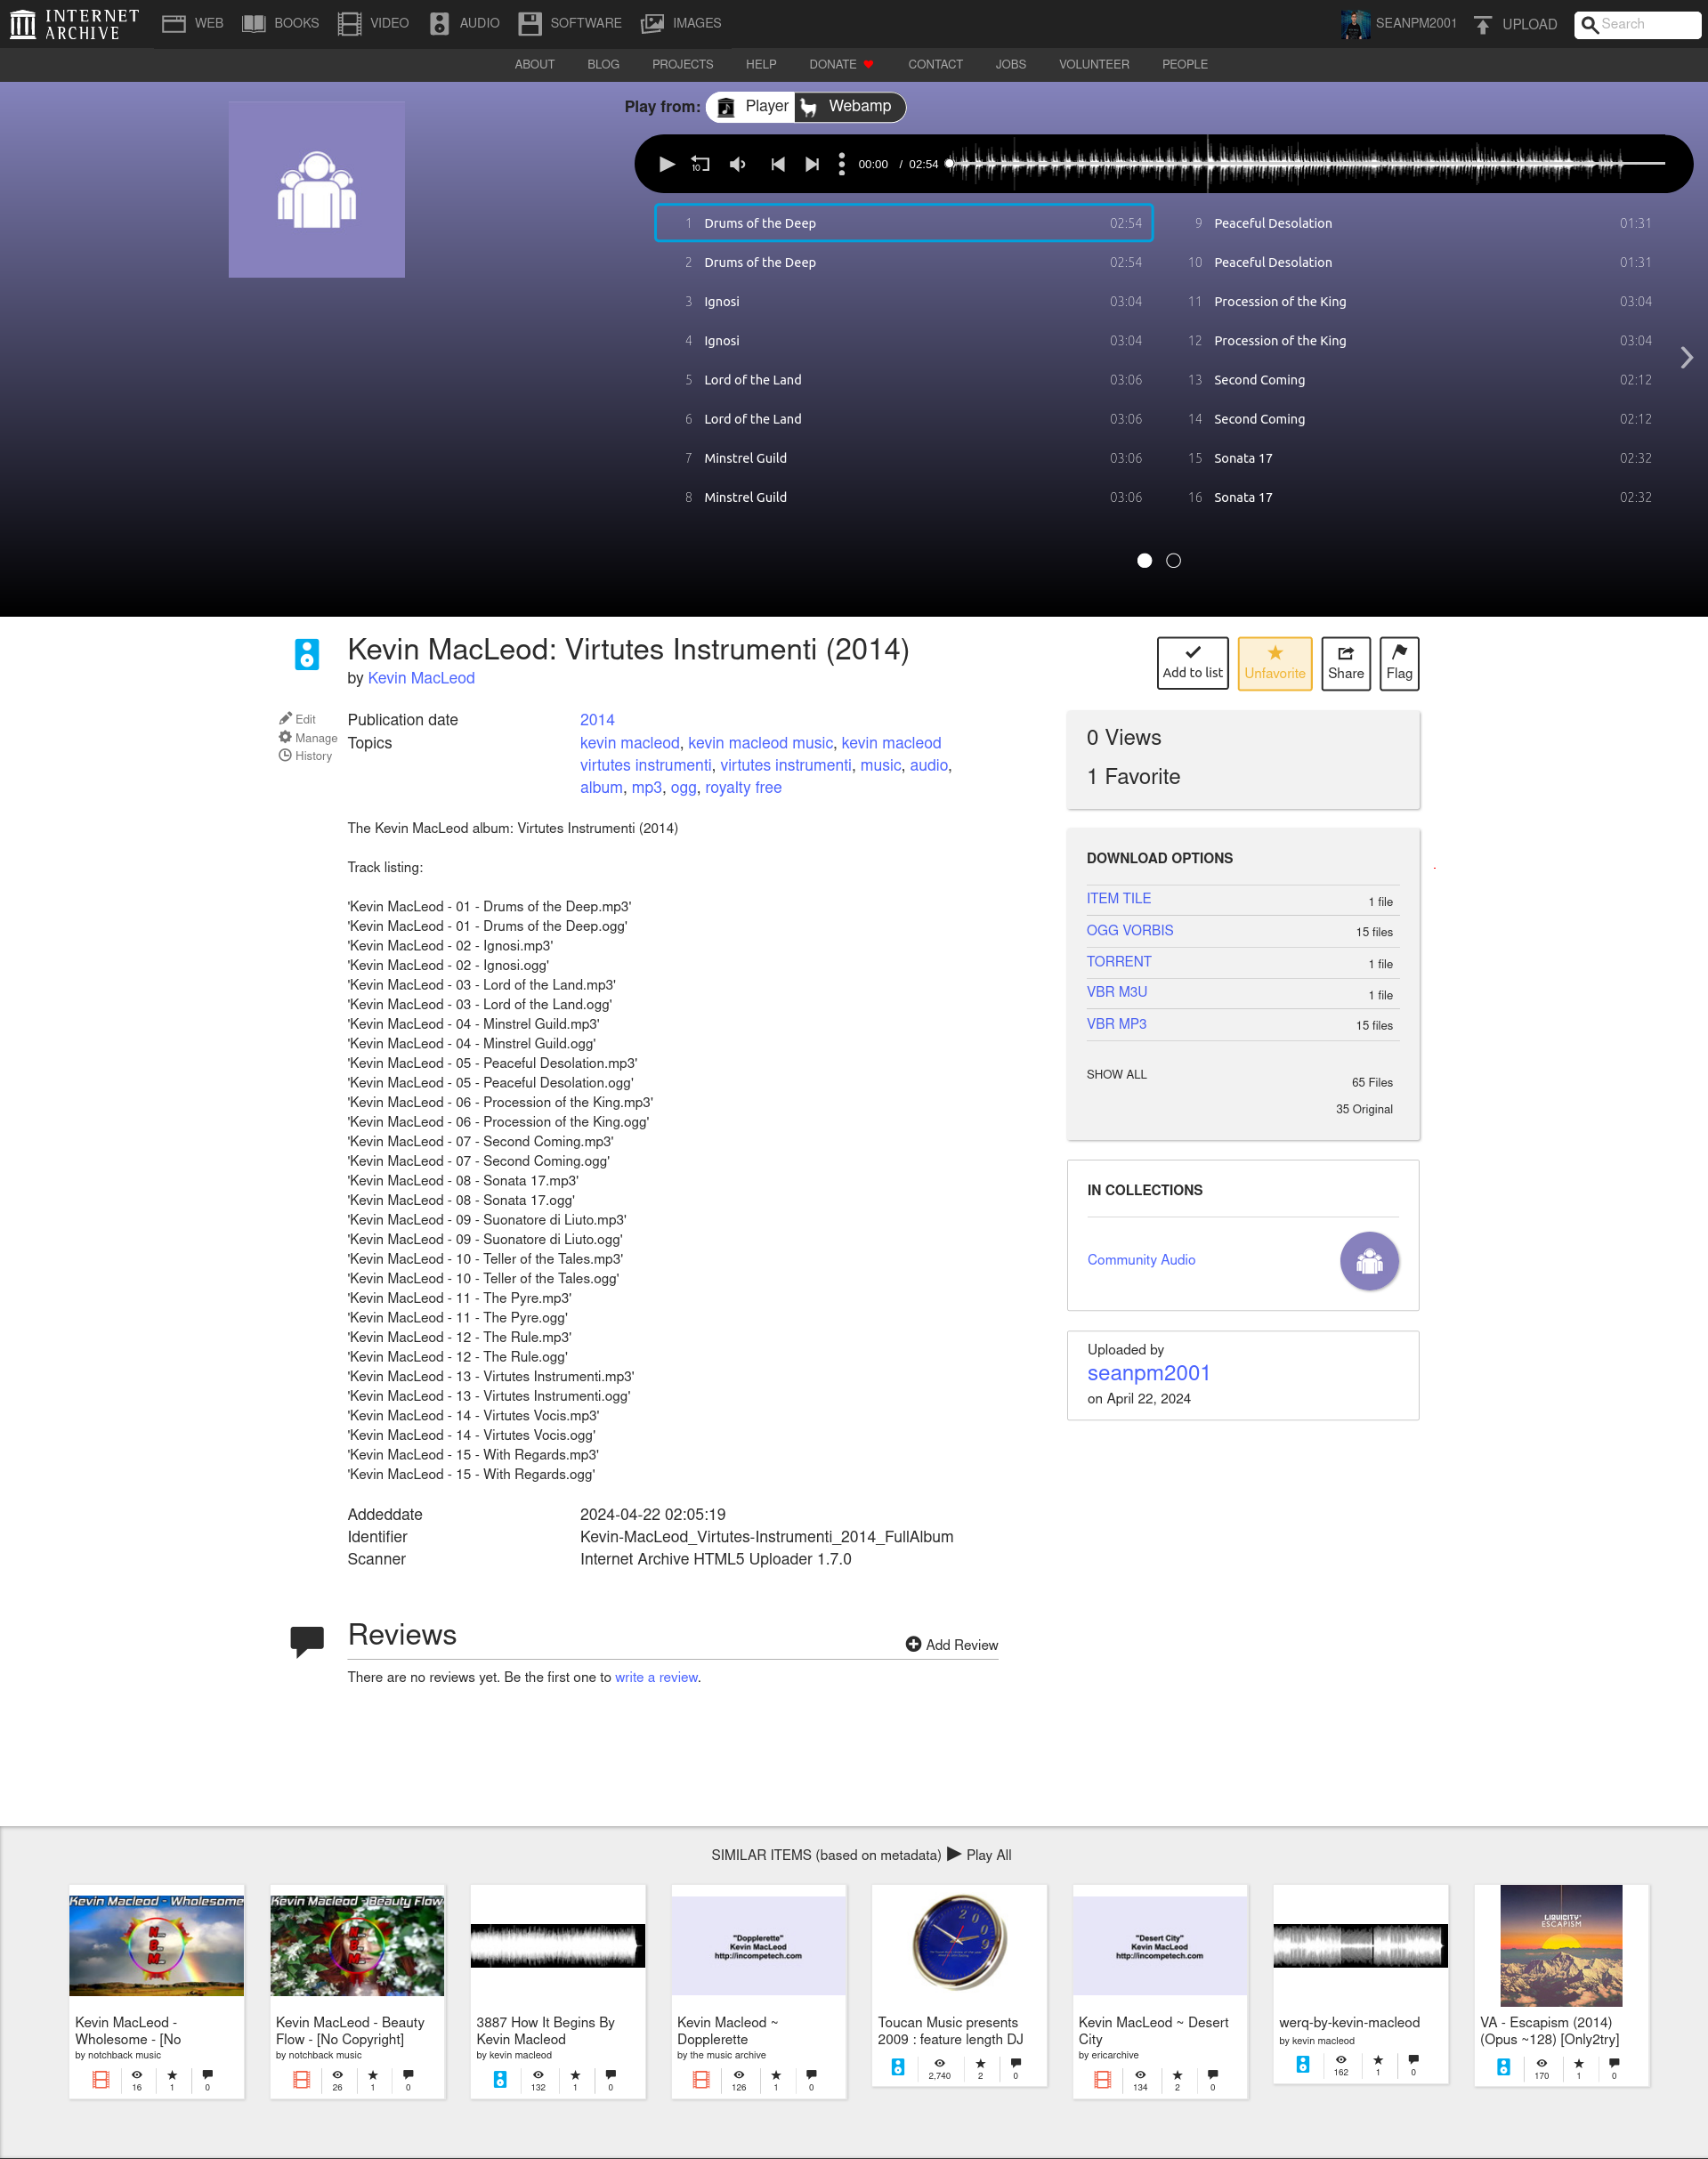 INTERNET
ARCHIVE
WEB BOOKS VIDEO AUDIO SOFTWARE IMAGES SEANPM2001 UPLOAD Search
ABOUT BLOG PROJECTS HELP DONATE CONTACT JOBS VOLUNTEER PEOPLE
Play from: Player Webamp
10 00:00 / 02:54
1 Drums of the Deep 02:54
2 Drums of the Deep 02:54
3 Ignosi 03:04
4 Ignosi 03:04
5 Lord of the Land 03:06
6 Lord of the Land 03:06
7 Minstrel Guild 03:06
8 Minstrel Guild 03:06
9 Peaceful Desolation 01:31
10 Peaceful Desolation 01:31
11 Procession of the King 03:04
12 Procession of the King 03:04
13 Second Coming 02:12
14 Second Coming 02:12
15 Sonata 17 02:32
16 Sonata 17 02:32
Kevin MacLeod: Virtutes Instrumenti (2014)
by Kevin MacLeod
Add to list Unfavorite Share Flag
Edit
Manage
History
Publication date 2014
Topics kevin macleod, kevin macleod music, kevin macleod
virtutes instrumenti, virtutes instrumenti, music, audio,
album, mp3, ogg, royalty free
The Kevin MacLeod album: Virtutes Instrumenti (2014)
Track listing:
'Kevin MacLeod - 01 - Drums of the Deep.mp3'
'Kevin MacLeod - 01 - Drums of the Deep.ogg'
'Kevin MacLeod - 02 - Ignosi.mp3'
'Kevin MacLeod - 02 - Ignosi.ogg'
'Kevin MacLeod - 03 - Lord of the Land.mp3'
'Kevin MacLeod - 03 - Lord of the Land.ogg'
'Kevin MacLeod - 04 - Minstrel Guild.mp3'
'Kevin MacLeod - 04 - Minstrel Guild.ogg'
'Kevin MacLeod - 05 - Peaceful Desolation.mp3'
'Kevin MacLeod - 05 - Peaceful Desolation.ogg'
'Kevin MacLeod - 06 - Procession of the King.mp3'
'Kevin MacLeod - 06 - Procession of the King.ogg'
'Kevin MacLeod - 07 - Second Coming.mp3'
'Kevin MacLeod - 07 - Second Coming.ogg'
'Kevin MacLeod - 08 - Sonata 17.mp3'
'Kevin MacLeod - 08 - Sonata 17.ogg'
'Kevin MacLeod - 09 - Suonatore di Liuto.mp3'
'Kevin MacLeod - 09 - Suonatore di Liuto.ogg'
'Kevin MacLeod - 10 - Teller of the Tales.mp3'
'Kevin MacLeod - 10 - Teller of the Tales.ogg'
'Kevin MacLeod - 11 - The Pyre.mp3'
'Kevin MacLeod - 11 - The Pyre.ogg'
'Kevin MacLeod - 12 - The Rule.mp3'
'Kevin MacLeod - 12 - The Rule.ogg'
'Kevin MacLeod - 13 - Virtutes Instrumenti.mp3'
'Kevin MacLeod - 13 - Virtutes Instrumenti.ogg'
'Kevin MacLeod - 14 - Virtutes Vocis.mp3'
'Kevin MacLeod - 14 - Virtutes Vocis.ogg'
'Kevin MacLeod - 15 - With Regards.mp3'
'Kevin MacLeod - 15 - With Regards.ogg'
Addeddate 2024-04-22 02:05:19
Identifier Kevin-MacLeod_Virtutes-Instrumenti_2014_FullAlbum
Scanner Internet Archive HTML5 Uploader 1.7.0
0 Views
1 Favorite
DOWNLOAD OPTIONS
ITEM TILE 1 file
OGG VORBIS 15 files
TORRENT 1 file
VBR M3U 1 file
VBR MP3 15 files
SHOW ALL 65 Files
35 Original
IN COLLECTIONS
Community Audio
Uploaded by
seanpm2001
on April 22, 2024
Reviews
Add Review
There are no reviews yet. Be the first one to write a review.
SIMILAR ITEMS (based on metadata) Play All
Kevin Macleod - Wholesome
Kevin MacLeod -
Wholesome - [No
by notchback music
16 1 0
Kevin Macleod - Beauty Flow
Kevin MacLeod - Beauty
Flow - [No Copyright]
by notchback music
26 1 0
3887 How It Begins By
Kevin Macleod
by kevin macleod
132 1 0
"Dopplerette"
Kevin MacLeod
http://incompetech.com
Kevin MacLeod ~
Dopplerette
by the music archive
126 1 0
2009
Toucan Music presents
2009 : feature length DJ
2,740 2 0
"Desert City"
Kevin MacLeod
http://incompetech.com
Kevin MacLeod ~ Desert
City
by ericarchive
134 2 0
werq-by-kevin-macleod
by kevin macleod
162 1 0
LIQUICITY
ESCAPISM
VA - Escapism (2014)
(Opus ~128) [Only2try]
170 1 0